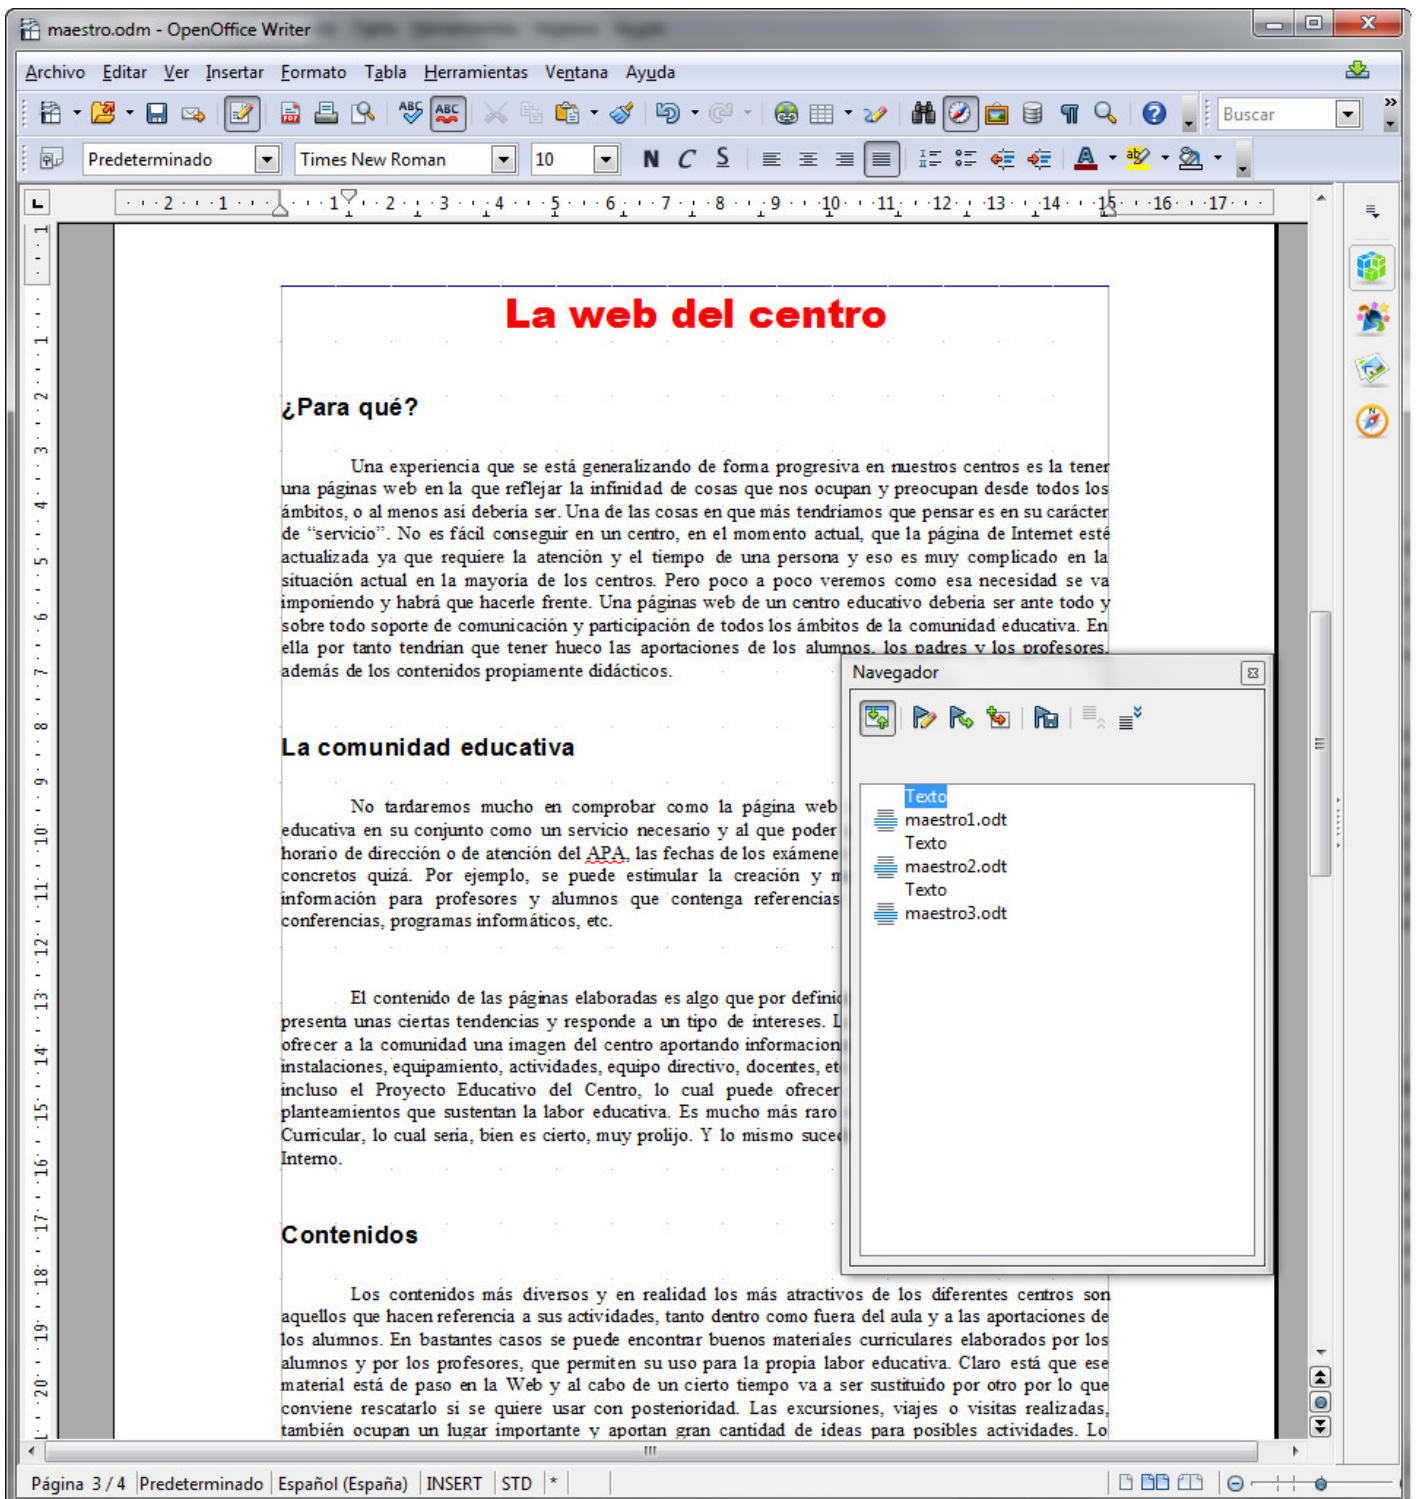 maestro.odm - OpenOffice Writer
Archivo Editar Ver Insertar Formato Tabla Herramientas Ventana Ayuda
Buscar
Predeterminado Times New Roman 10 N C S
2 1 1 2 3 4 5 6 7 8 9 10 11 12 13 14 15 16 17
La web del centro
¿Para qué?
Una experiencia que se está generalizando de forma progresiva en nuestros centros es la tener
una páginas web en la que reflejar la infinidad de cosas que nos ocupan y preocupan desde todos los
ámbitos, o al menos así debería ser. Una de las cosas en que más tendríamos que pensar es en su carácter
de “servicio”. No es fácil conseguir en un centro, en el momento actual, que la página de Internet esté
actualizada ya que requiere la atención y el tiempo de una persona y eso es muy complicado en la
situación actual en la mayoría de los centros. Pero poco a poco veremos como esa necesidad se va
imponiendo y habrá que hacerle frente. Una páginas web de un centro educativo debería ser ante todo y
sobre todo soporte de comunicación y participación de todos los ámbitos de la comunidad educativa. En
ella por tanto tendrían que tener hueco las aportaciones de los alumnos, los padres y los profesores,
además de los contenidos propiamente didácticos.
La comunidad educativa
No tardaremos mucho en comprobar como la página web
educativa en su conjunto como un servicio necesario y al que poder
horario de dirección o de atención del APA, las fechas de los exámene
concretos quizá. Por ejemplo, se puede estimular la creación y m
información para profesores y alumnos que contenga referencias
conferencias, programas informáticos, etc.
El contenido de las páginas elaboradas es algo que por definic
presenta unas ciertas tendencias y responde a un tipo de intereses. L
ofrecer a la comunidad una imagen del centro aportando informacion
instalaciones, equipamiento, actividades, equipo directivo, docentes, et
incluso el Proyecto Educativo del Centro, lo cual puede ofrecer
planteamientos que sustentan la labor educativa. Es mucho más raro
Curricular, lo cual sería, bien es cierto, muy prolijo. Y lo mismo suced
Interno.
Contenidos
Los contenidos más diversos y en realidad los más atractivos de los diferentes centros son
aquellos que hacen referencia a sus actividades, tanto dentro como fuera del aula y a las aportaciones de
los alumnos. En bastantes casos se puede encontrar buenos materiales curriculares elaborados por los
alumnos y por los profesores, que permiten su uso para la propia labor educativa. Claro está que ese
material está de paso en la Web y al cabo de un cierto tiempo va a ser sustituido por otro por lo que
conviene rescatarlo si se quiere usar con posterioridad. Las excursiones, viajes o visitas realizadas,
también ocupan un lugar importante y aportan gran cantidad de ideas para posibles actividades. Lo
Navegador
Texto
maestro1.odt
Texto
maestro2.odt
Texto
maestro3.odt
Página 3 / 4 Predeterminado Español (España) INSERT STD *